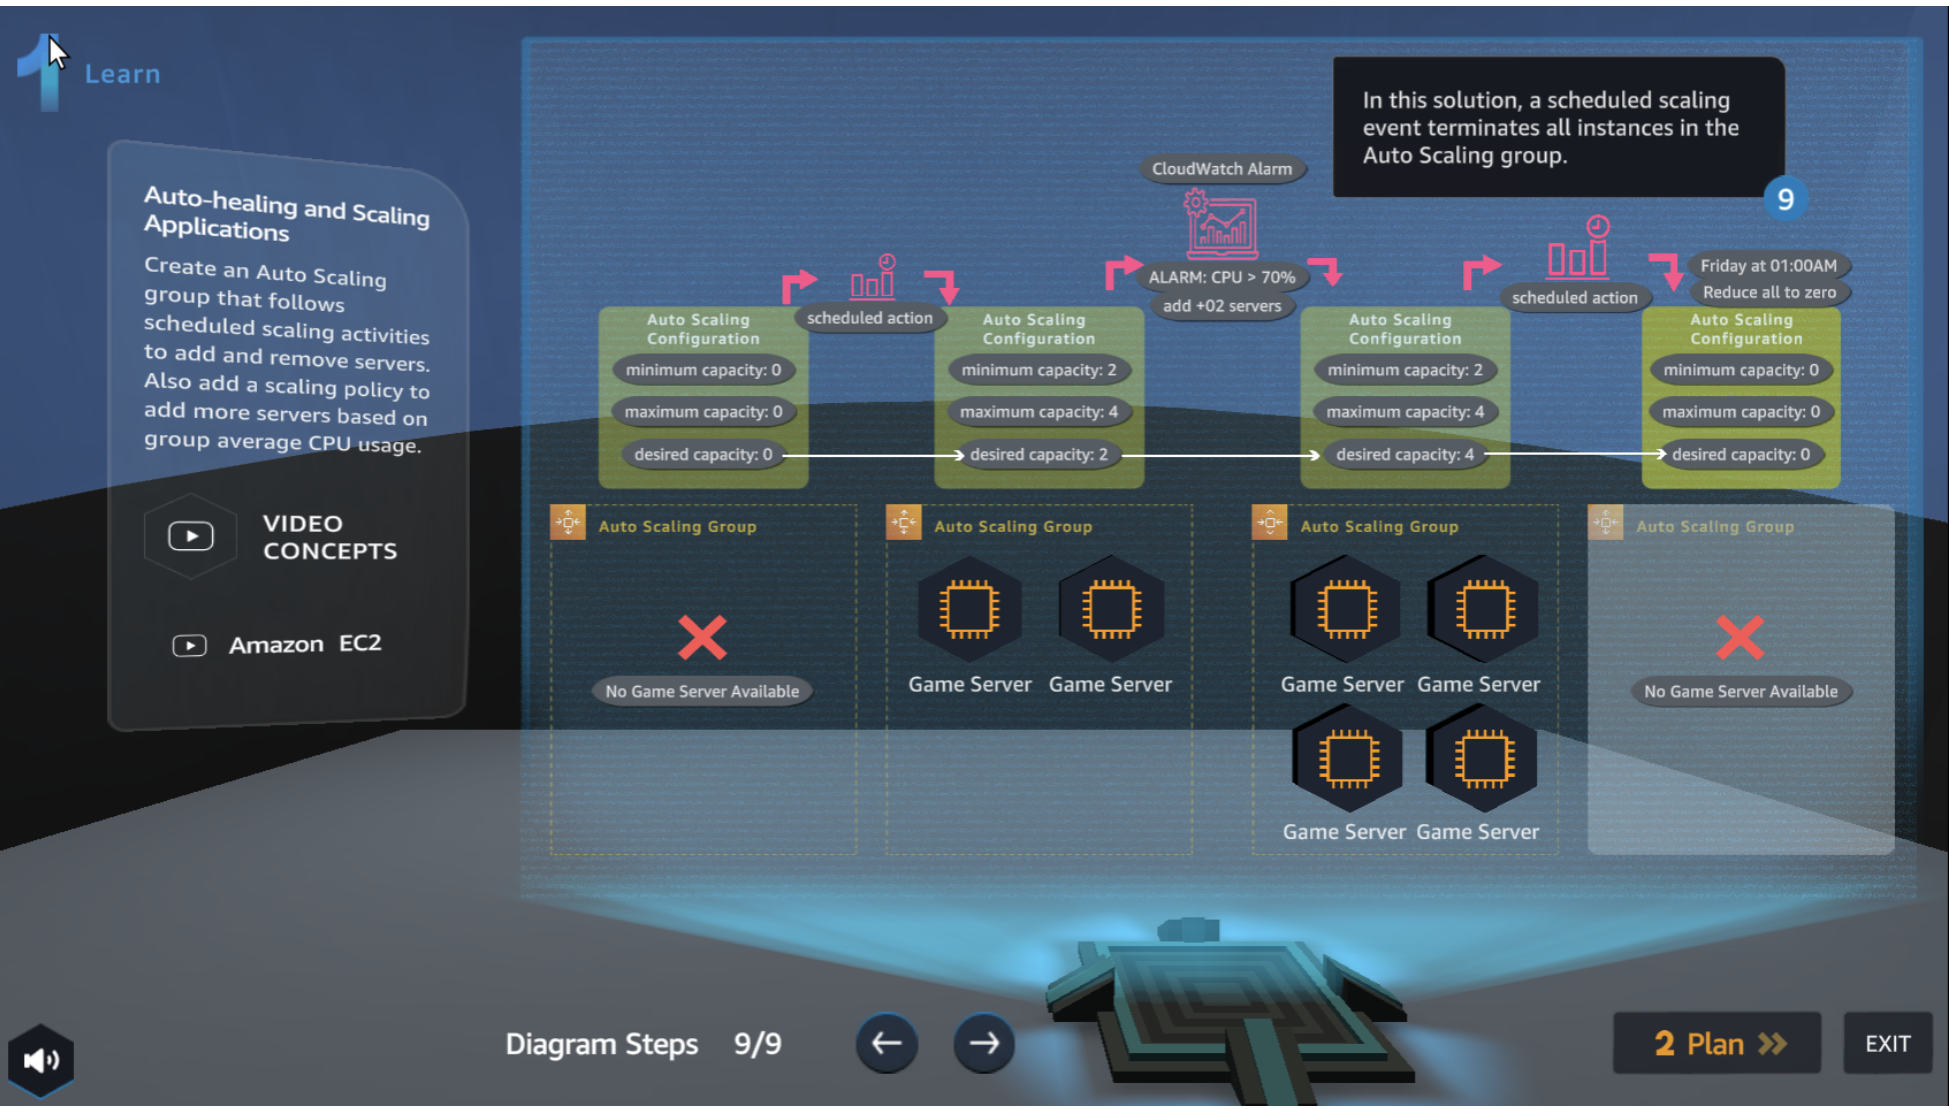 1 Learn
Auto-healing and Scaling
Applications
Create an Auto Scaling
group that follows
scheduled scaling activities
to add and remove servers.
Also add a scaling policy to
add more servers based on
group average CPU usage.
VIDEO
CONCEPTS
Amazon EC2
In this solution, a scheduled scaling
event terminates all instances in the
Auto Scaling group.
9
CloudWatch Alarm
ALARM: CPU > 70%
add +02 servers
scheduled action
scheduled action
Friday at 01:00AM
Reduce all to zero
Auto Scaling
Configuration
minimum capacity: 0
maximum capacity: 0
desired capacity: 0
Auto Scaling
Configuration
minimum capacity: 2
maximum capacity: 4
desired capacity: 2
Auto Scaling
Configuration
minimum capacity: 2
maximum capacity: 4
desired capacity: 4
Auto Scaling
Configuration
minimum capacity: 0
maximum capacity: 0
desired capacity: 0
Auto Scaling Group
No Game Server Available
Auto Scaling Group
Game Server Game Server
Auto Scaling Group
Game Server Game Server
Game Server Game Server
Auto Scaling Group
No Game Server Available
Diagram Steps 9/9
2 Plan
EXIT